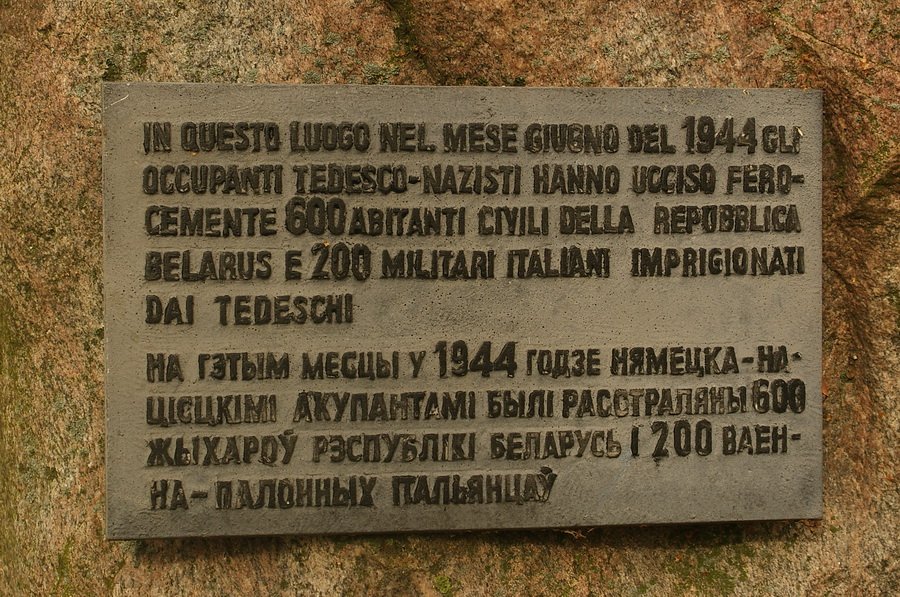 IN QUESTO LUOGO NEL MESE GIUGNO DEL 1944 GLI
OCCUPANTI TEDESCO-NAZISTI HANNO UCCISO FERO-
CEMENTE 600 ABITANTI CIVILI DELLA REPUBBLICA
BELARUS E 200 MILITARI ITALIANI IMPRIGIONATI
DAI TEDESCHI
НА ГЭТЫМ МЕСЦЫ У 1944 ГОДЗЕ НЯМЕЦКА-НА-
ЦІСЦКІМІ АКУПАНТАМІ БЫЛІ РАССТРАЛЯНЫ 600
ЖЫХАРОЎ РЭСПУБЛІКІ БЕЛАРУСЬ І 200 ВАЕН-
НА-ПАЛОННЫХ ІТАЛЬЯНЦАЎ